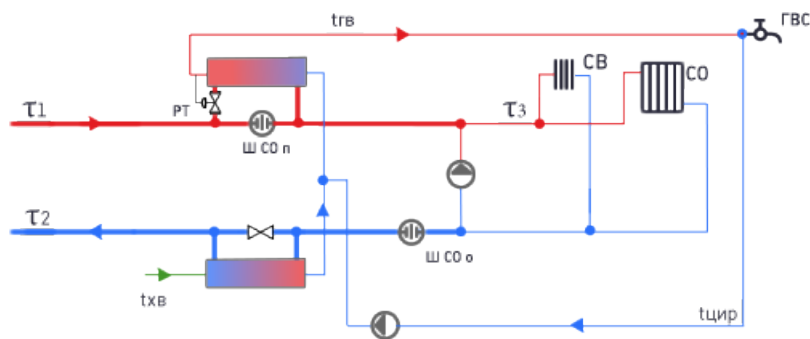 tгв
ГВС
СВ
СО
τ1
РТ
τ3
Ш СО п
τ2
Ш СО о
tхв
tцир